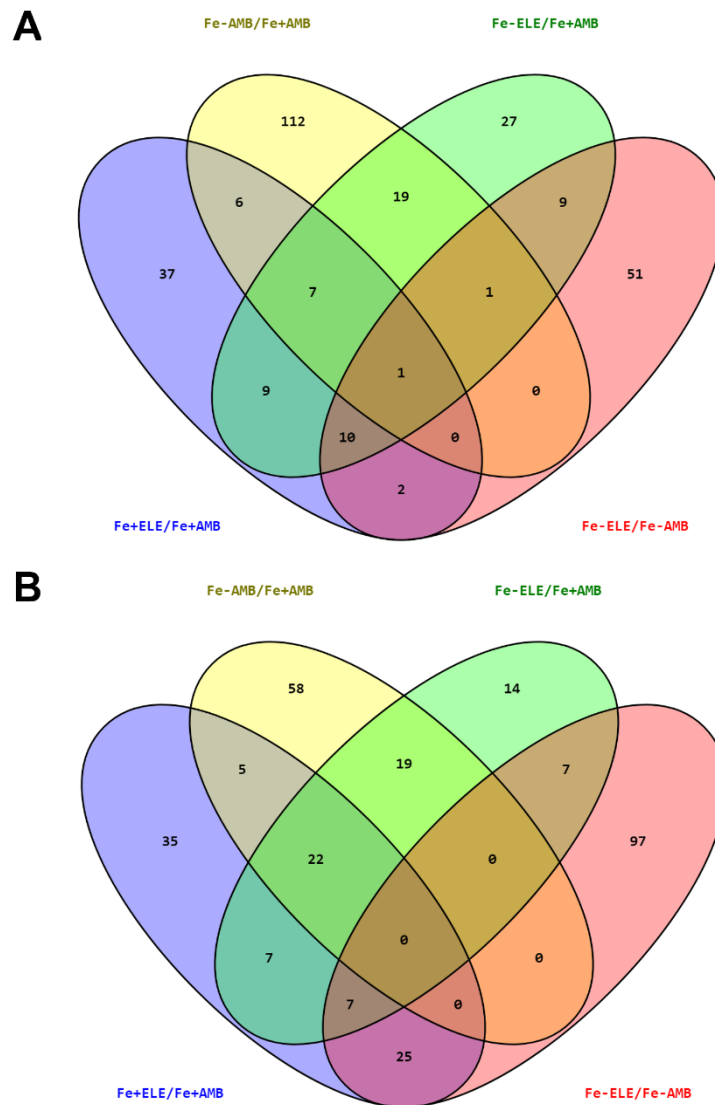 A
Fe-AMB/Fe+AMB Fe-ELE/Fe+AMB
112 27
6 19 9
37 7 1 51
1
9 0
10 0
2
Fe+ELE/Fe+AMB Fe-ELE/Fe-AMB
B
Fe-AMB/Fe+AMB Fe-ELE/Fe+AMB
58 14
5 19 7
35 22 0 97
0
7 0
7 0
25
Fe+ELE/Fe+AMB Fe-ELE/Fe-AMB